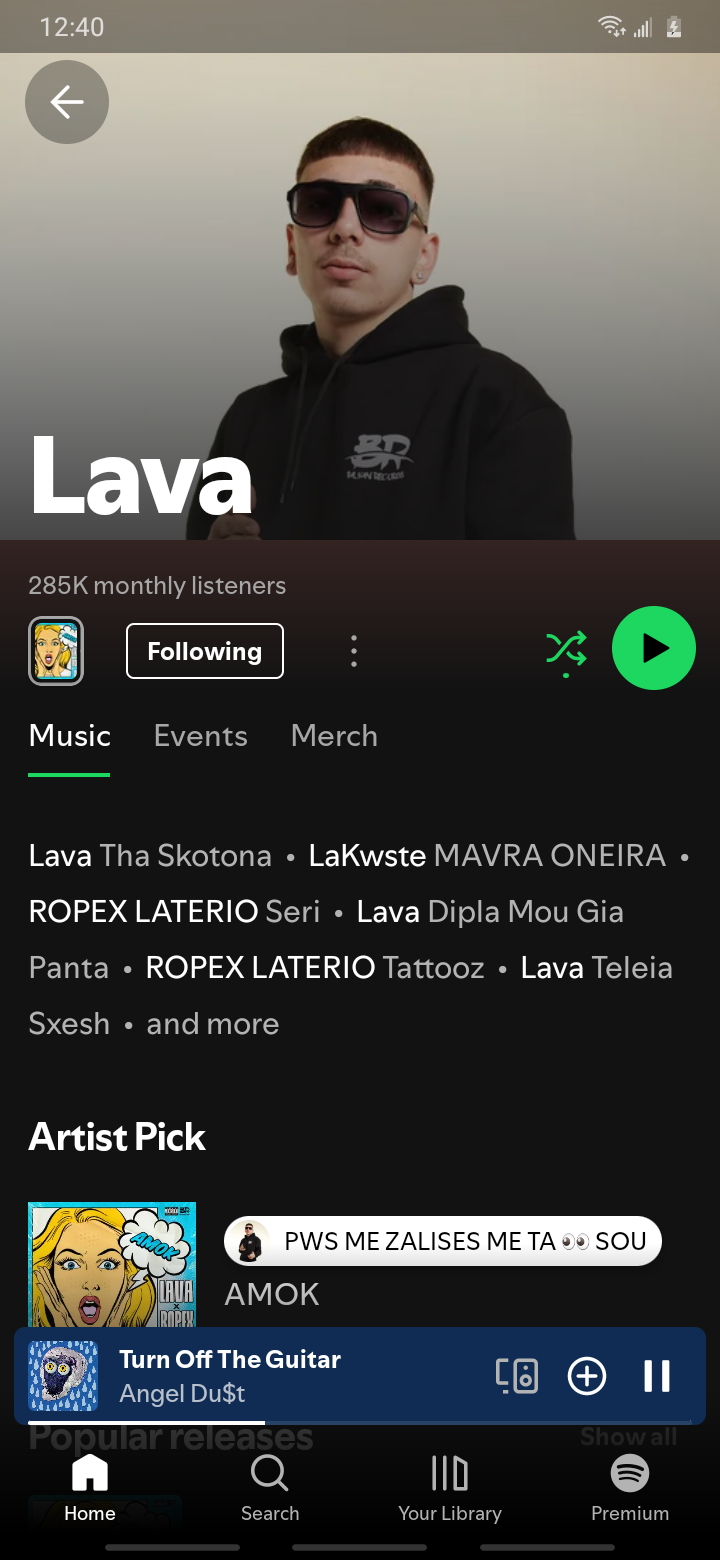 12:40
BR
BALKAN RECORDS
Lava
285K monthly listeners
Following
Music Events Merch
Lava Tha Skotona • LaKwste MAVRA ONEIRA •
ROPEX LATERIO Seri • Lava Dipla Mou Gia
Panta • ROPEX LATERIO Tattooz • Lava Teleia
Sxesh • and more
Artist Pick
AMOK
LAVA
x
ROPEX
PWS ME ZALISES ME TA 👀 SOU
AMOK
Turn Off The Guitar
Angel Du$t
Popular releases Show all
Home Search Your Library Premium